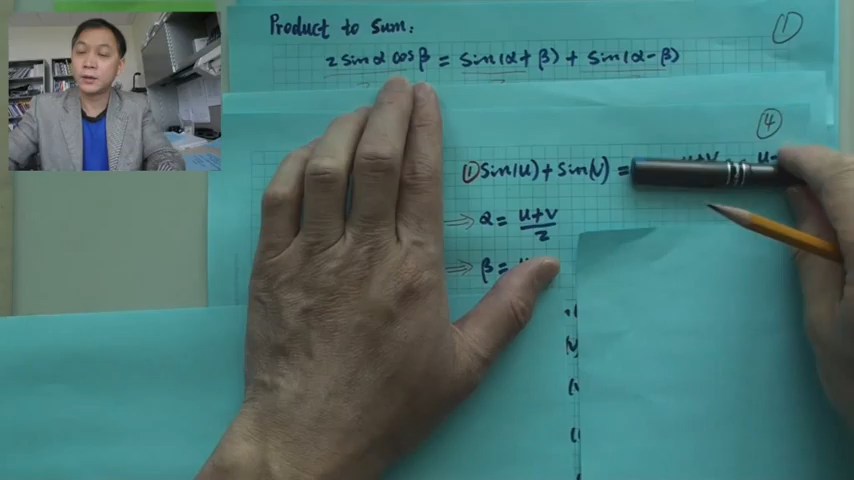 Product to Sum:
①
2 sin α cos β = sin(α + β) + sin(α - β)
④
① Sin(u) + Sin(v) =
⇒ α = u+v/2
⇒ β =